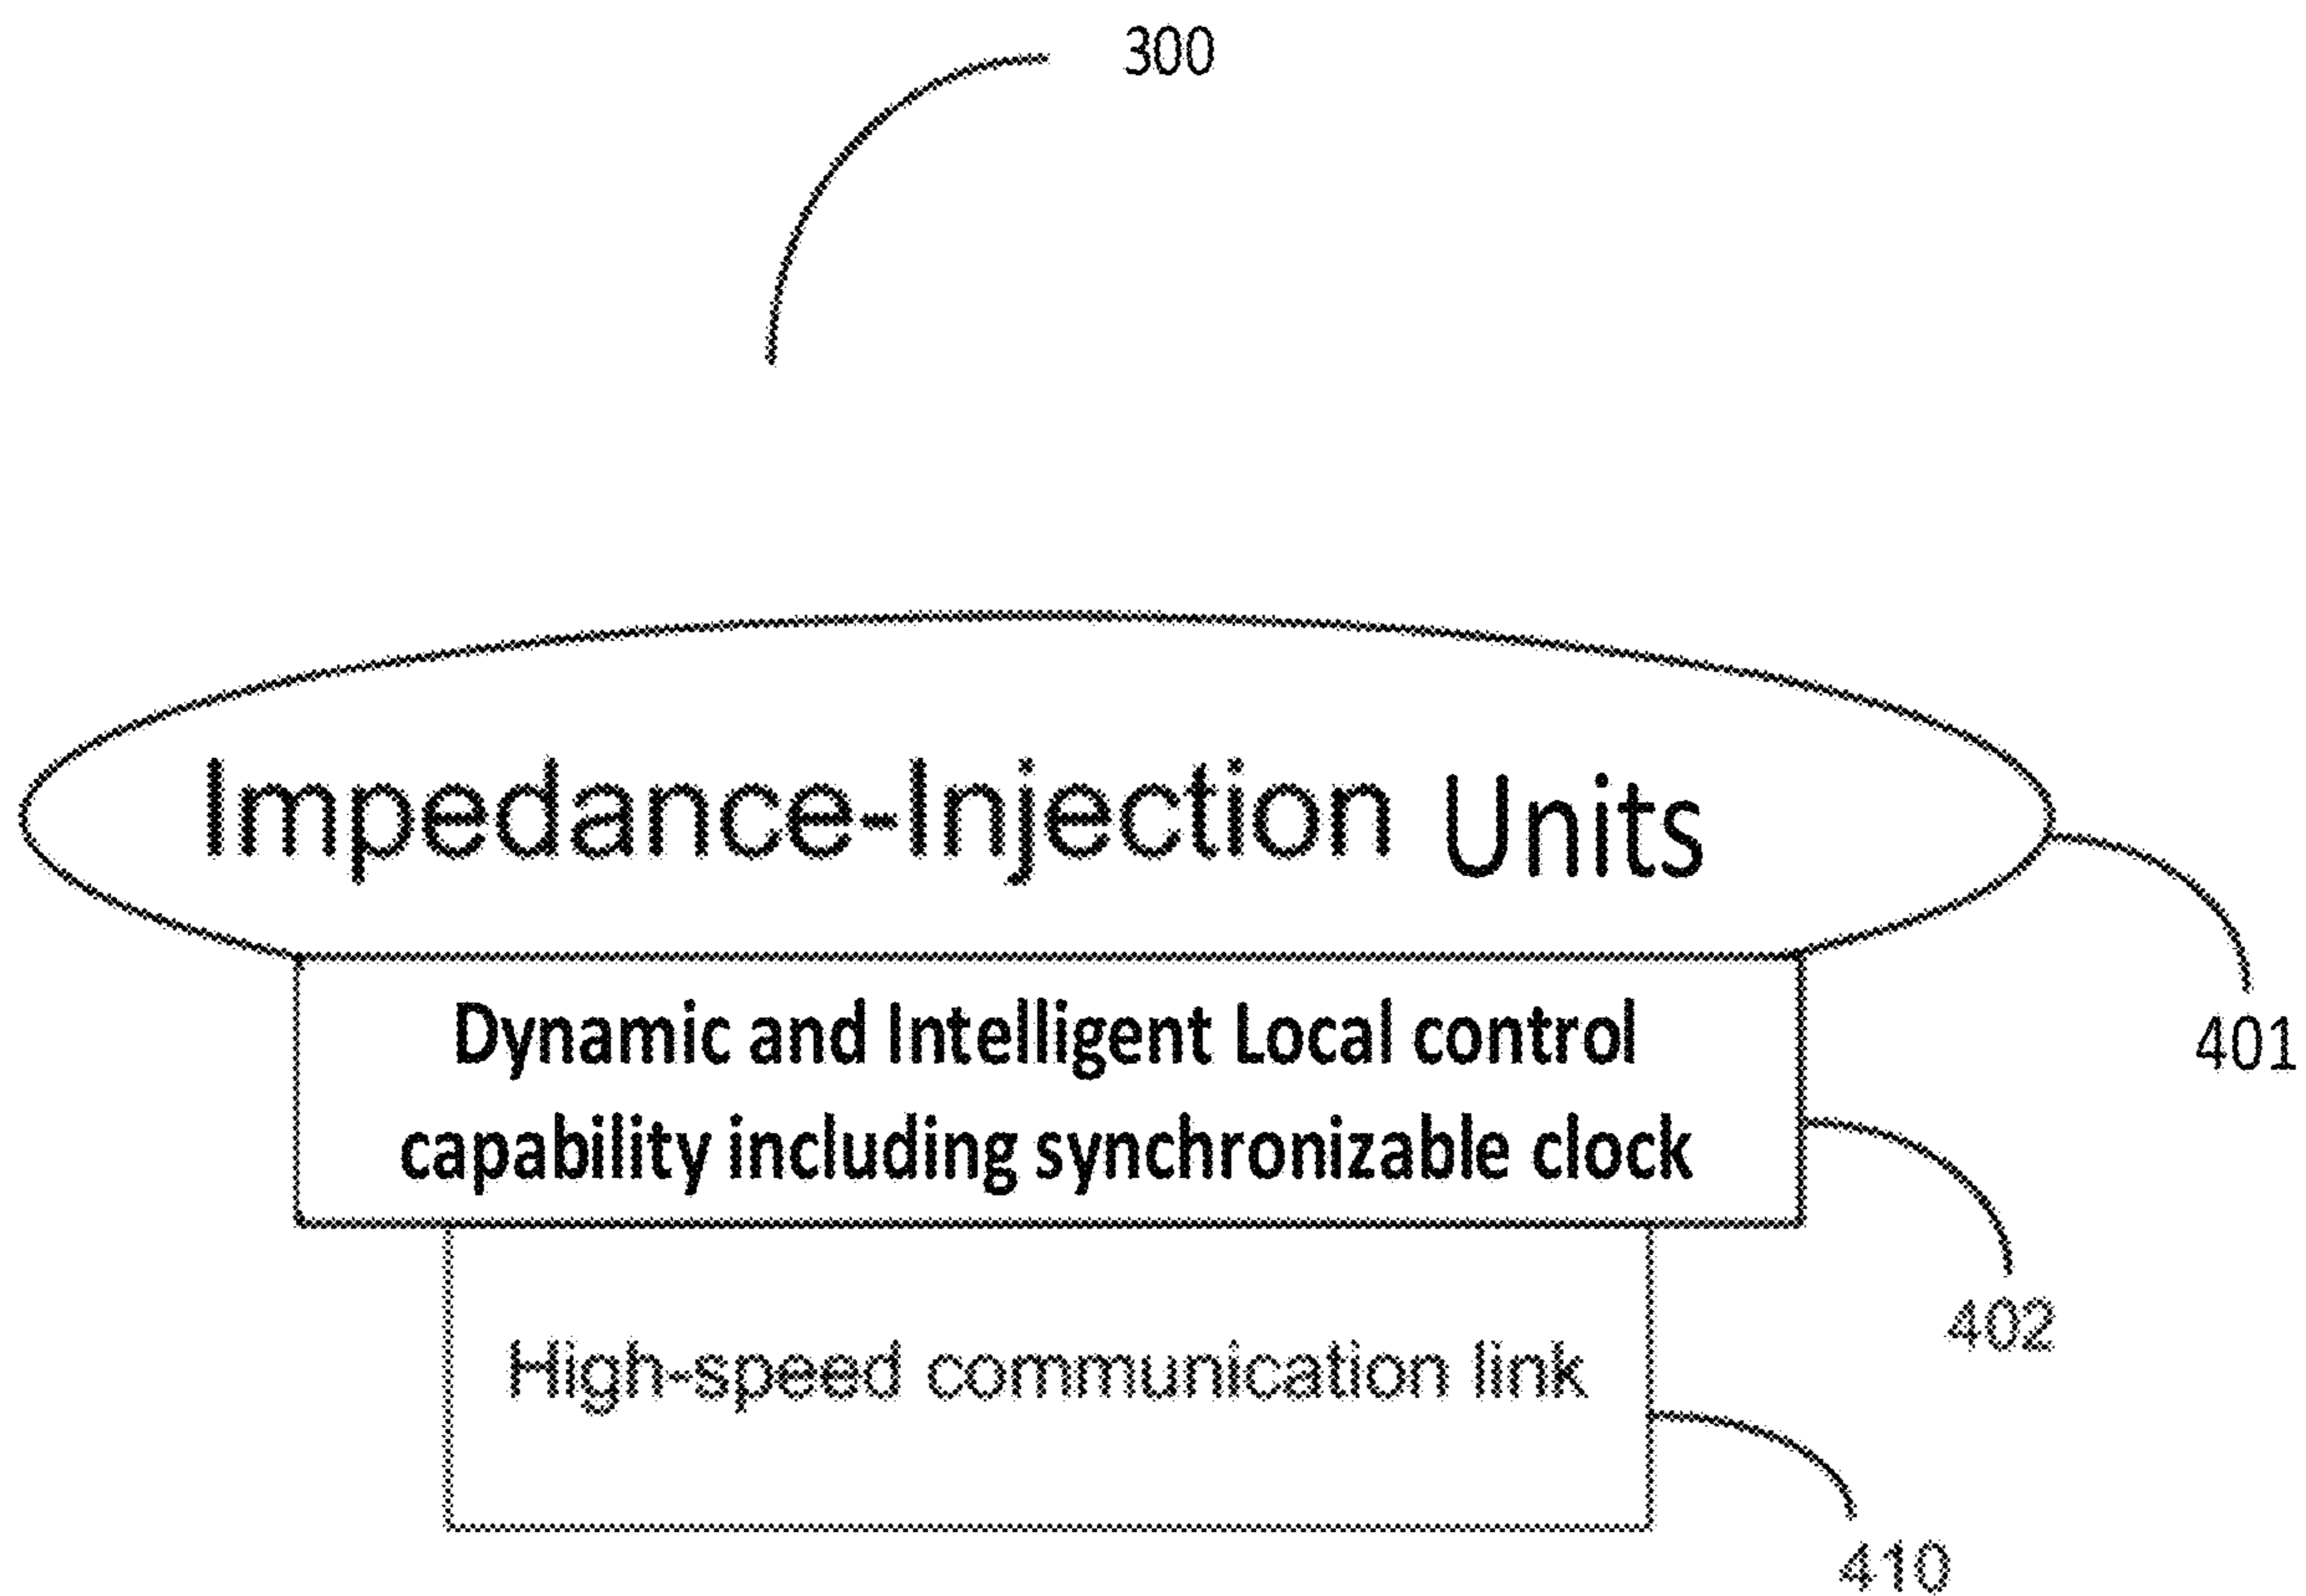 300
Impedance-Injection Units
401
Dynamic and Intelligent Local control
capability including synchronizable clock
402
High-speed communication link
410